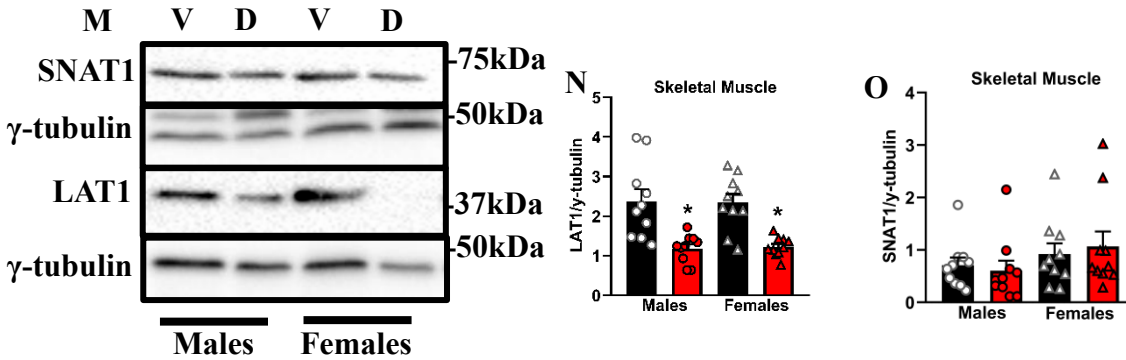 M V D V D
SNAT1
-75kDa
γ-tubulin
-50kDa
LAT1
-37kDa
γ-tubulin
-50kDa
Males Females
N
Skeletal Muscle
LAT1/γ-tubulin
5
4
3
2
1
0
* *
Males Females
O
Skeletal Muscle
SNAT1/γ-tubulin
4
3
2
1
0
Males Females